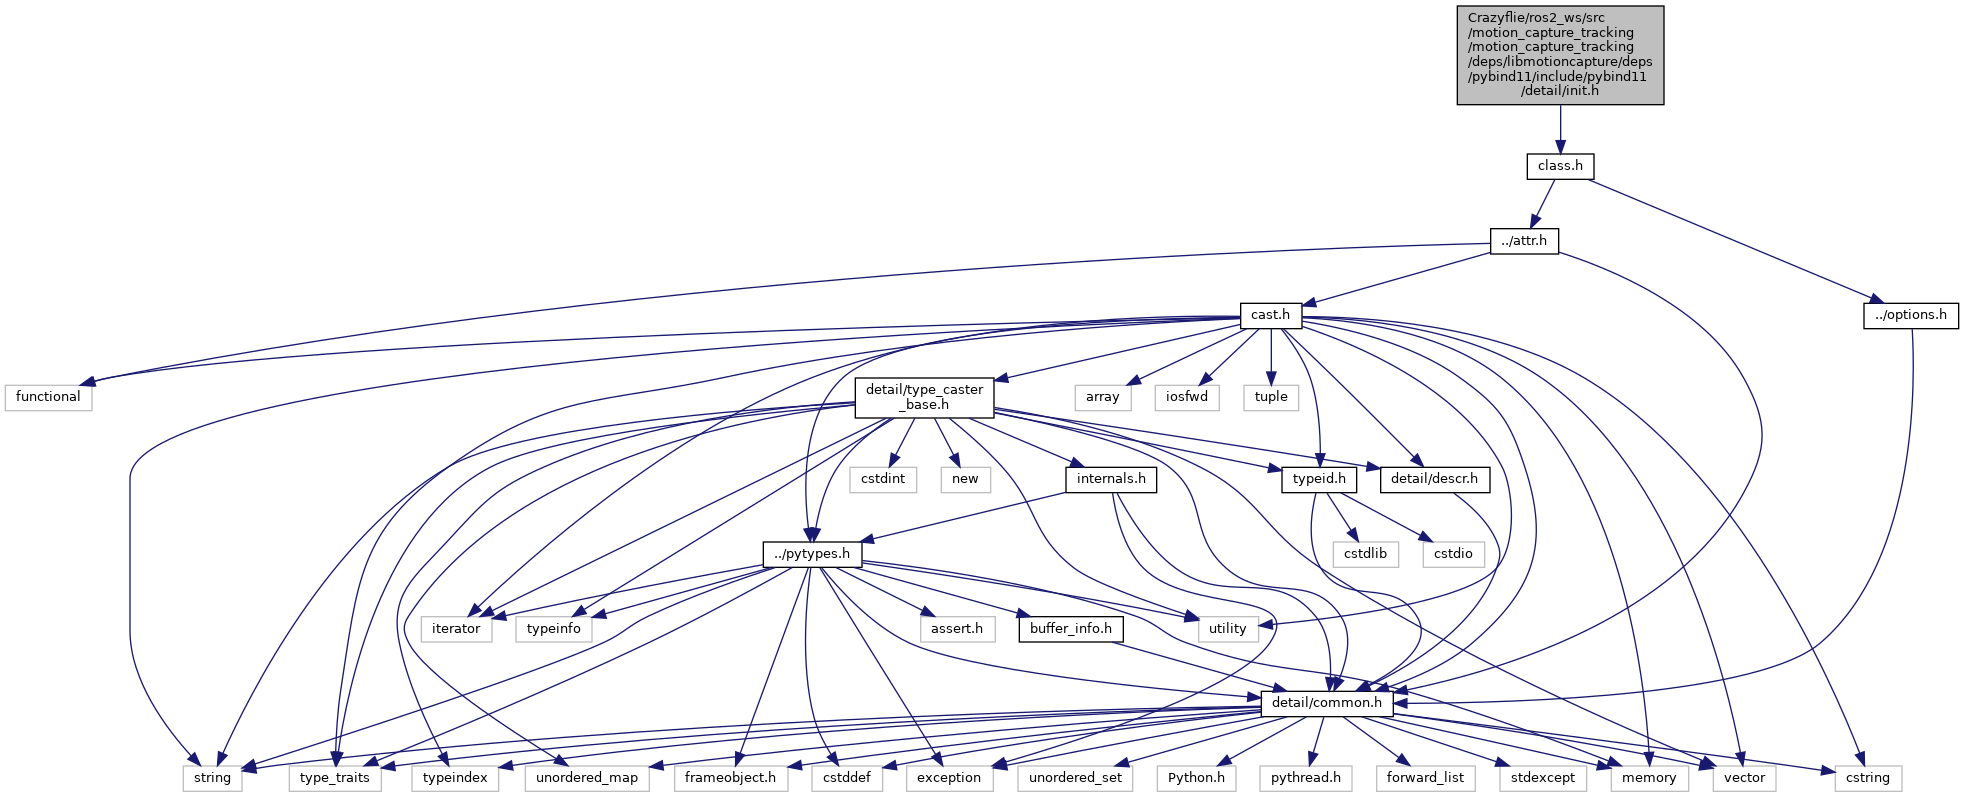 Crazyflie/ros2_ws/src
/motion_capture_tracking
/motion_capture_tracking
/deps/libmotioncapture/deps
/pybind11/include/pybind11
/detail/init.h
class.h
../attr.h
cast.h
../options.h
functional
detail/type_caster
_base.h
array
iosfwd
tuple
cstdint
new
internals.h
typeid.h
detail/descr.h
../pytypes.h
cstdlib
cstdio
iterator
typeinfo
assert.h
buffer_info.h
utility
detail/common.h
string
type_traits
typeindex
unordered_map
frameobject.h
cstddef
exception
unordered_set
Python.h
pythread.h
forward_list
stdexcept
memory
vector
cstring